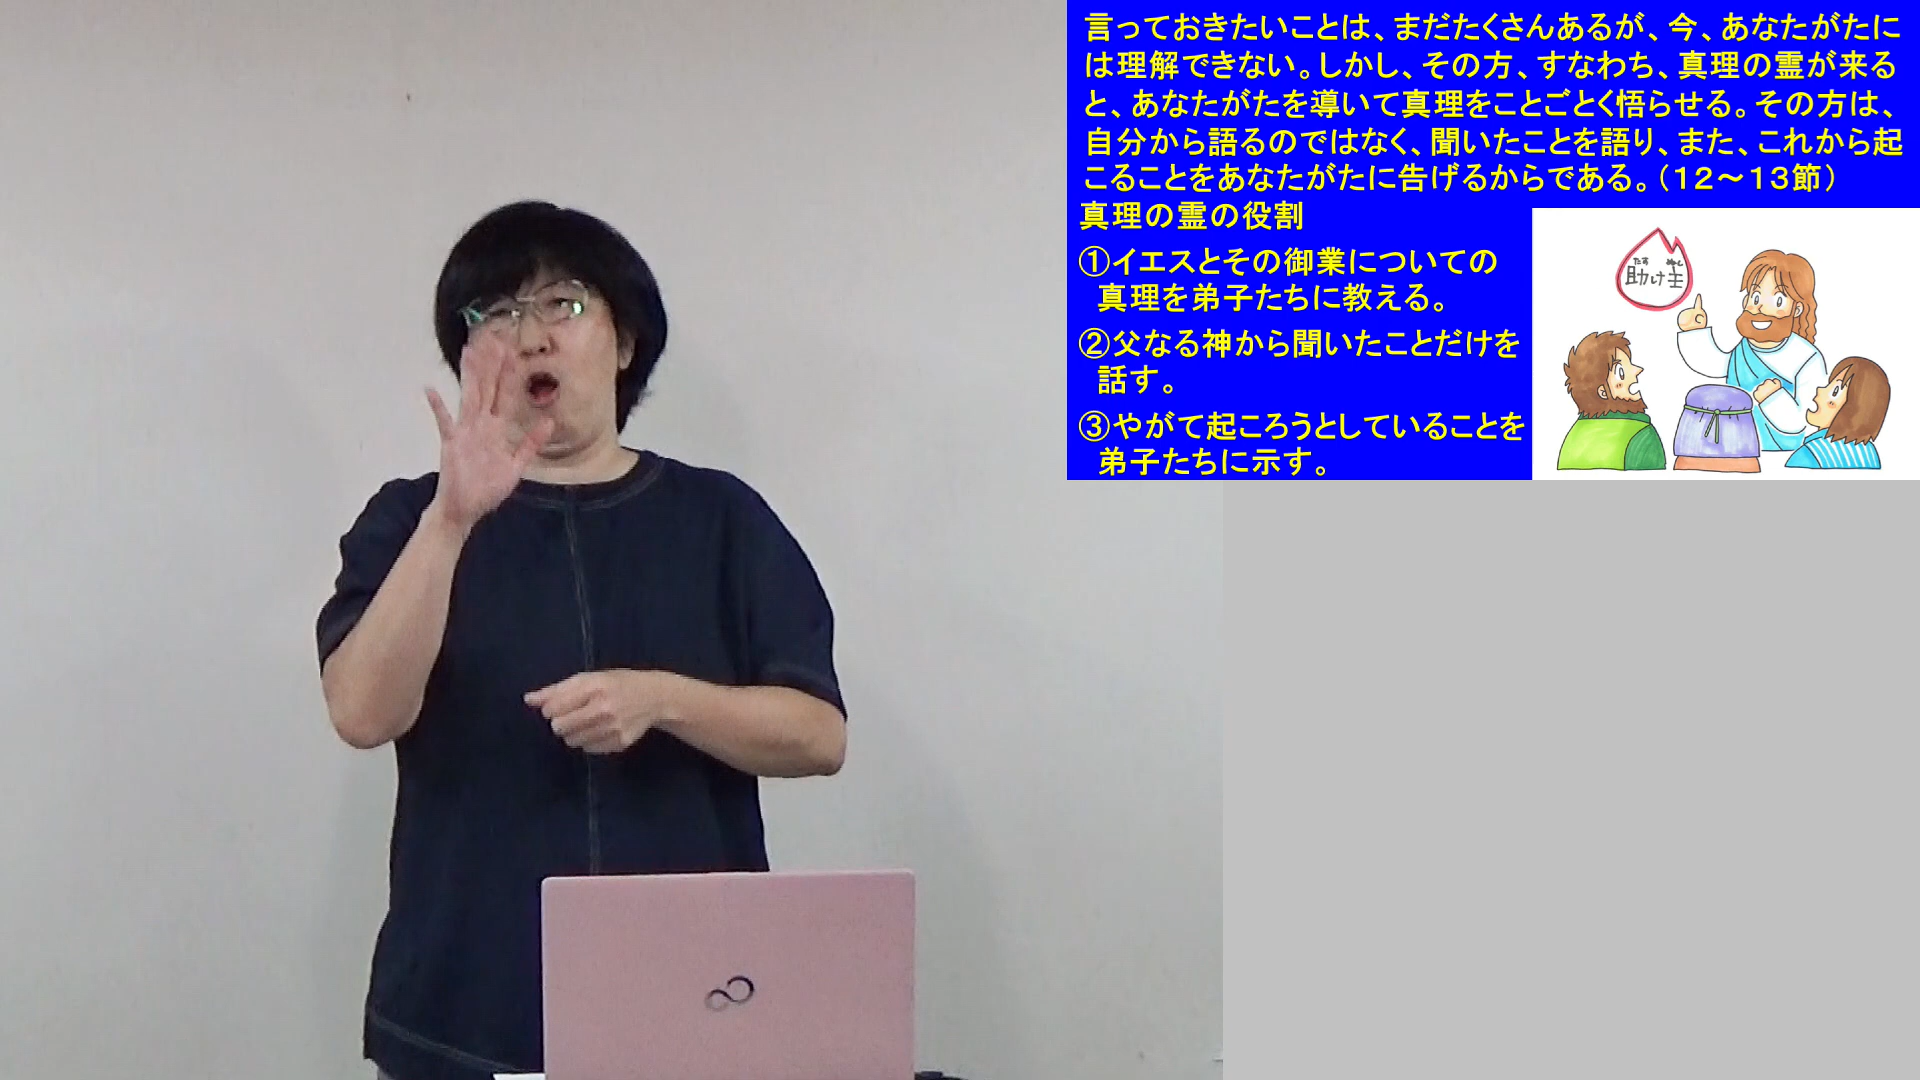 言っておきたいことは、まだたくさんあるが、今、あなたがたに
は理解できない。しかし、その方、すなわち、真理の霊が来る
と、あなたがたを導いて真理をことごとく悟らせる。その方は、
自分から語るのではなく、聞いたことを語り、また、これから起
こることをあなたがたに告げるからである。(12〜13節)
真理の霊の役割
①イエスとその御業についての
真理を弟子たちに教える。
②父なる神から聞いたことだけを
話す。
③やがて起ころうとしていることを
弟子たちに示す。
たす ぬし
助け主